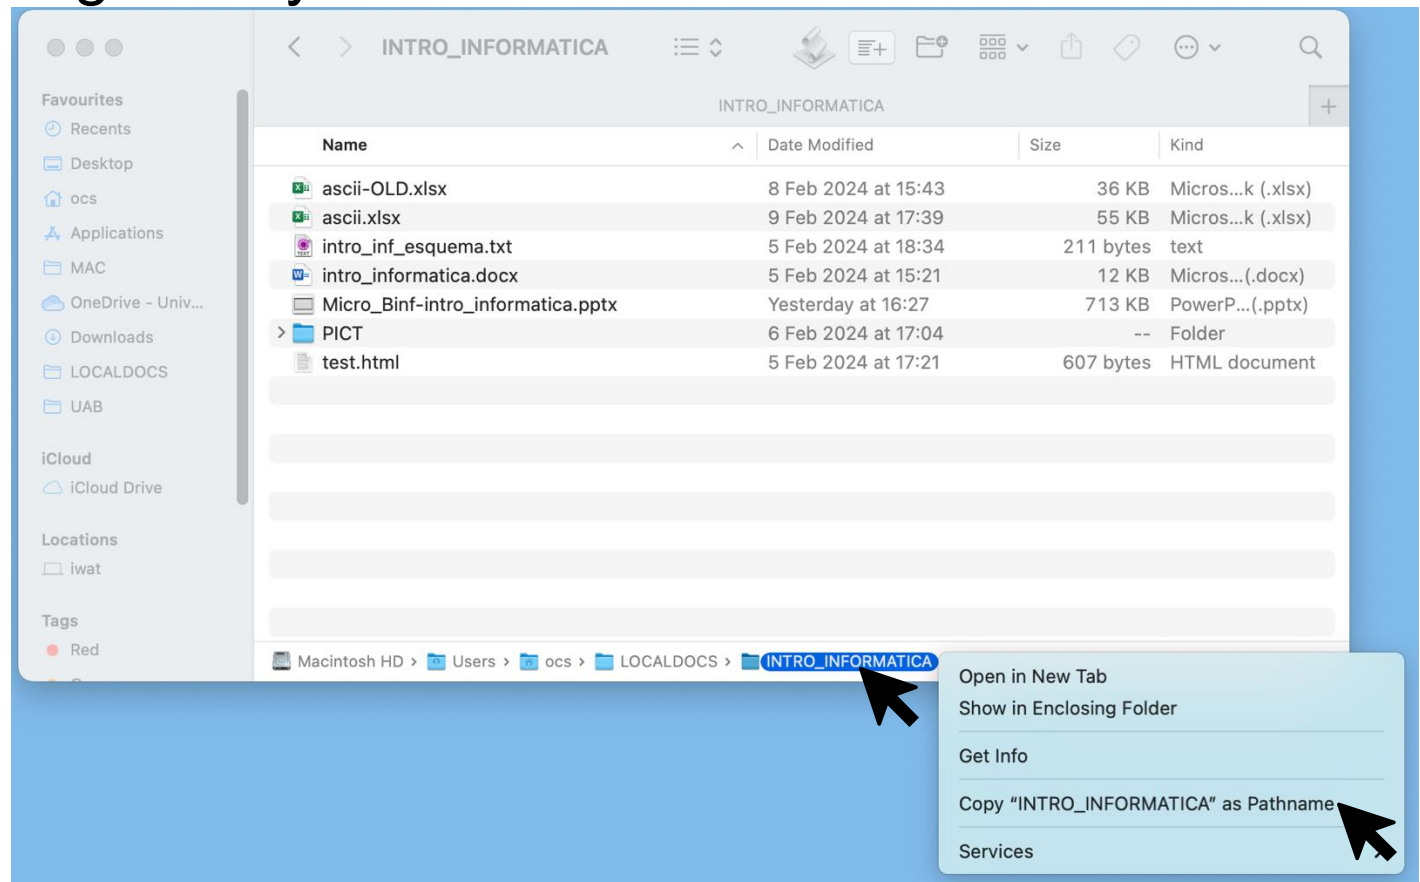 INTRO_INFORMATICA
INTRO_INFORMATICA
Favourites
Recents
Desktop
ocs
Applications
MAC
OneDrive - Univ...
Downloads
LOCALDOCS
UAB
iCloud
iCloud Drive
Locations
iwat
Tags
Red
Name Date Modified Size Kind
ascii-OLD.xlsx 8 Feb 2024 at 15:43 36 KB Micros...k (.xlsx)
ascii.xlsx 9 Feb 2024 at 17:39 55 KB Micros...k (.xlsx)
intro_inf_esquema.txt 5 Feb 2024 at 18:34 211 bytes text
intro_informatica.docx 5 Feb 2024 at 15:21 12 KB Micros...(.docx)
Micro_Binf-intro_informatica.pptx Yesterday at 16:27 713 KB PowerP...(.pptx)
PICT 6 Feb 2024 at 17:04 -- Folder
test.html 5 Feb 2024 at 17:21 607 bytes HTML document
Macintosh HD › Users › ocs › LOCALDOCS › INTRO_INFORMATICA
Open in New Tab
Show in Enclosing Folder
Get Info
Copy “INTRO_INFORMATICA” as Pathname
Services